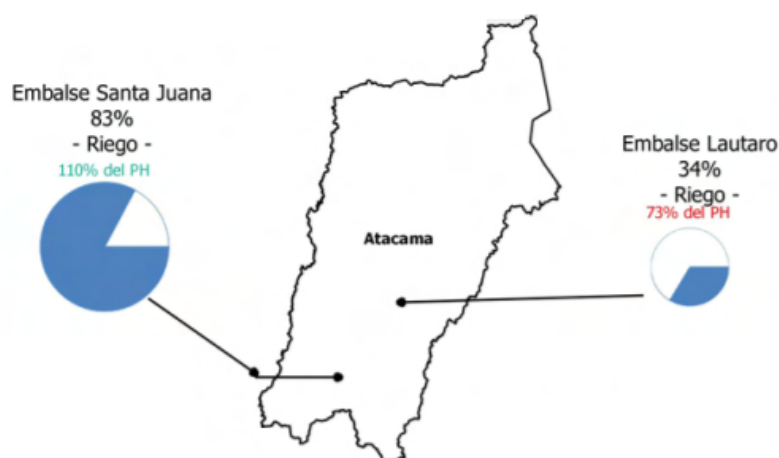 Embalse Santa Juana
83%
- Riego -
110% del PH
Embalse Lautaro
34%
- Riego -
73% del PH
Atacama